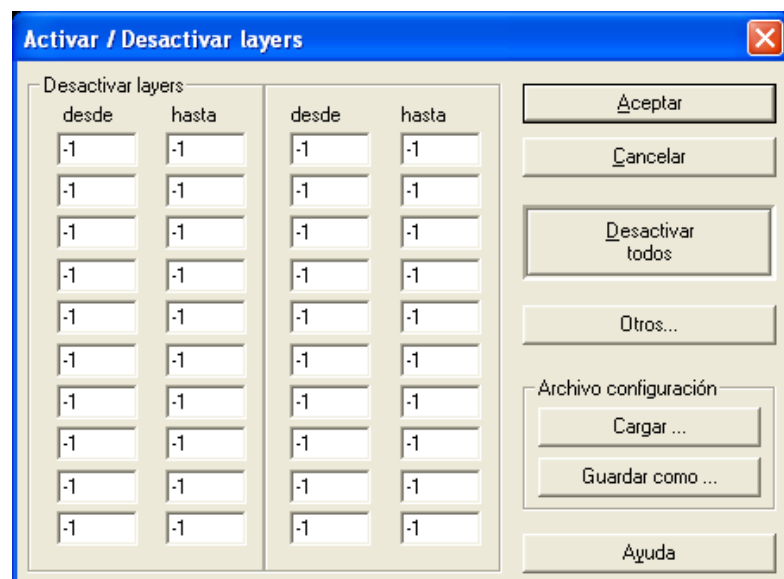 Activar / Desactivar layers
Desactivar layers
desde hasta desde hasta
-1 -1 -1 -1
-1 -1 -1 -1
-1 -1 -1 -1
-1 -1 -1 -1
-1 -1 -1 -1
-1 -1 -1 -1
-1 -1 -1 -1
-1 -1 -1 -1
-1 -1 -1 -1
-1 -1 -1 -1
Aceptar
Cancelar
Desactivar
todos
Otros...
Archivo configuración
Cargar ...
Guardar como ...
Ayuda